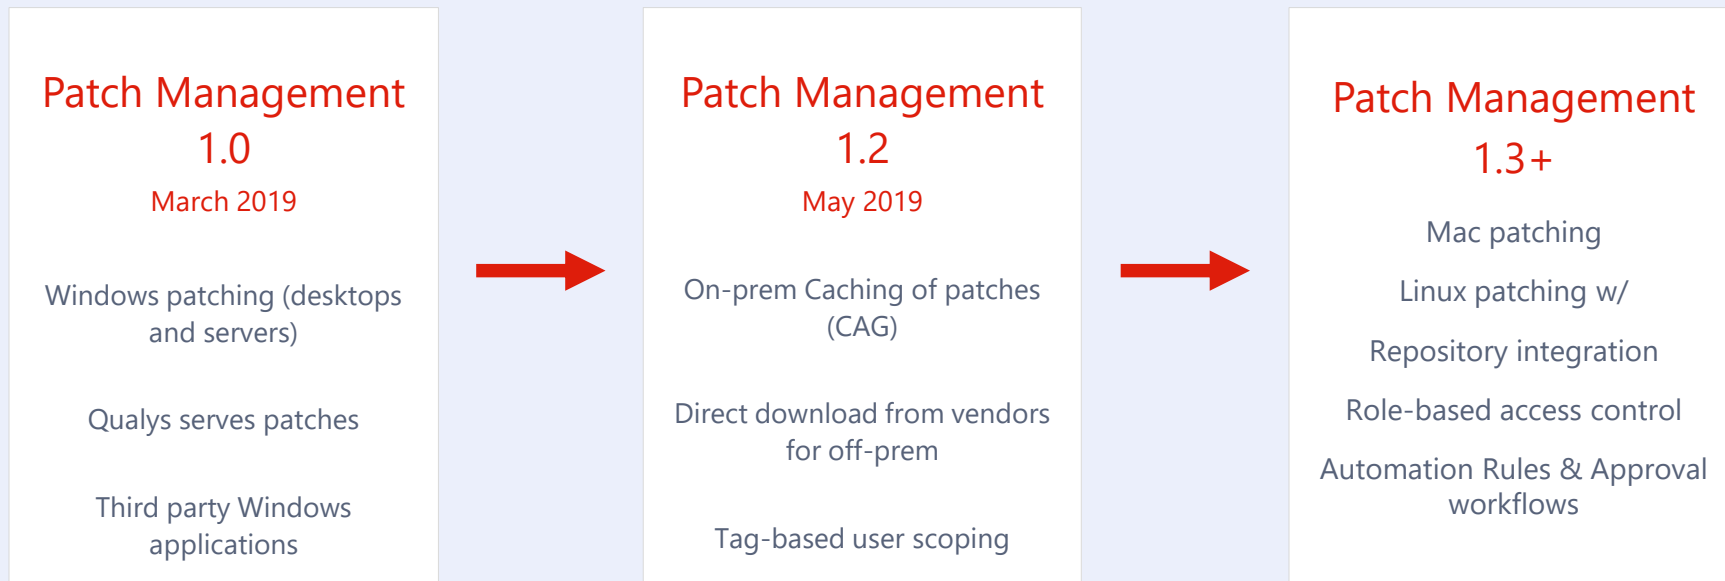 Patch Management
1.0
March 2019
Windows patching (desktops
and servers)
Qualys serves patches
Third party Windows
applications
Patch Management
1.2
May 2019
On-prem Caching of patches
(CAG)
Direct download from vendors
for off-prem
Tag-based user scoping
Patch Management
1.3+
Mac patching
Linux patching w/
Repository integration
Role-based access control
Automation Rules & Approval
workflows